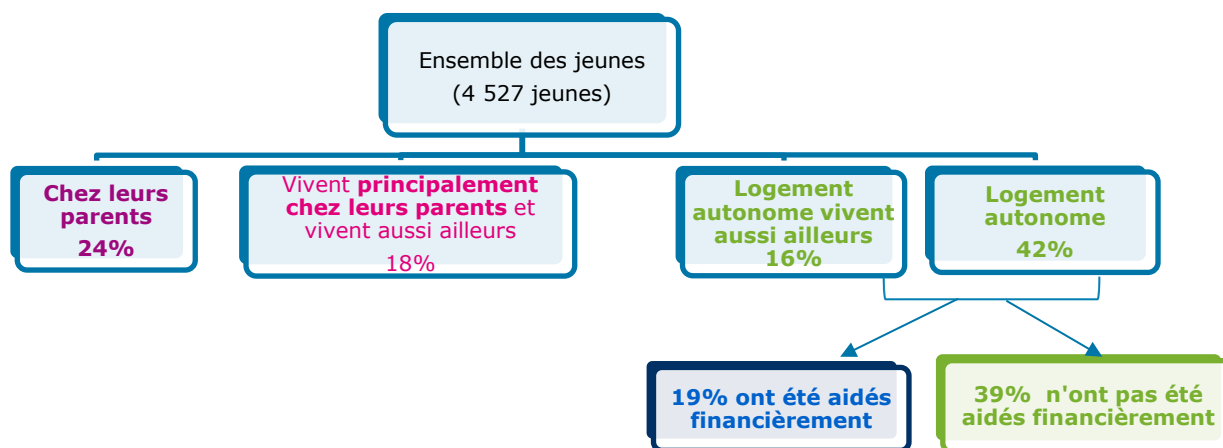 Ensemble des jeunes
(4 527 jeunes)
Chez leurs
parents
24%
Vivent principalement
chez leurs parents et
vivent aussi ailleurs
18%
Logement
autonome vivent
aussi ailleurs
16%
Logement
autonome
42%
19% ont été aidés
financièrement
39% n'ont pas été
aidés financièrement